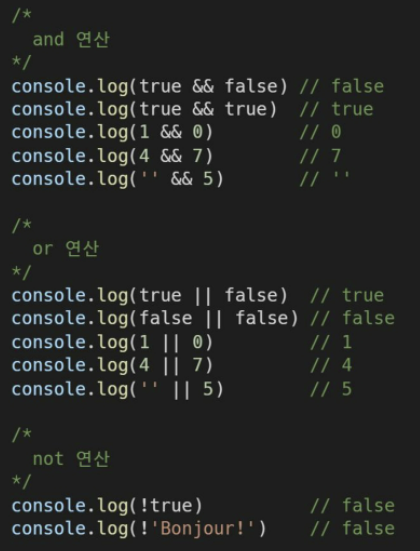 /*
  and 연산
*/
console.log(true && false) // false
console.log(true && true)  // true
console.log(1 && 0)        // 0
console.log(4 && 7)        // 7
console.log('' && 5)       // ''
/*
  or 연산
*/
console.log(true || false)  // true
console.log(false || false) // false
console.log(1 || 0)         // 1
console.log(4 || 7)         // 4
console.log('' || 5)        // 5
/*
  not 연산
*/
console.log(!true)          // false
console.log(!'Bonjour!')    // false